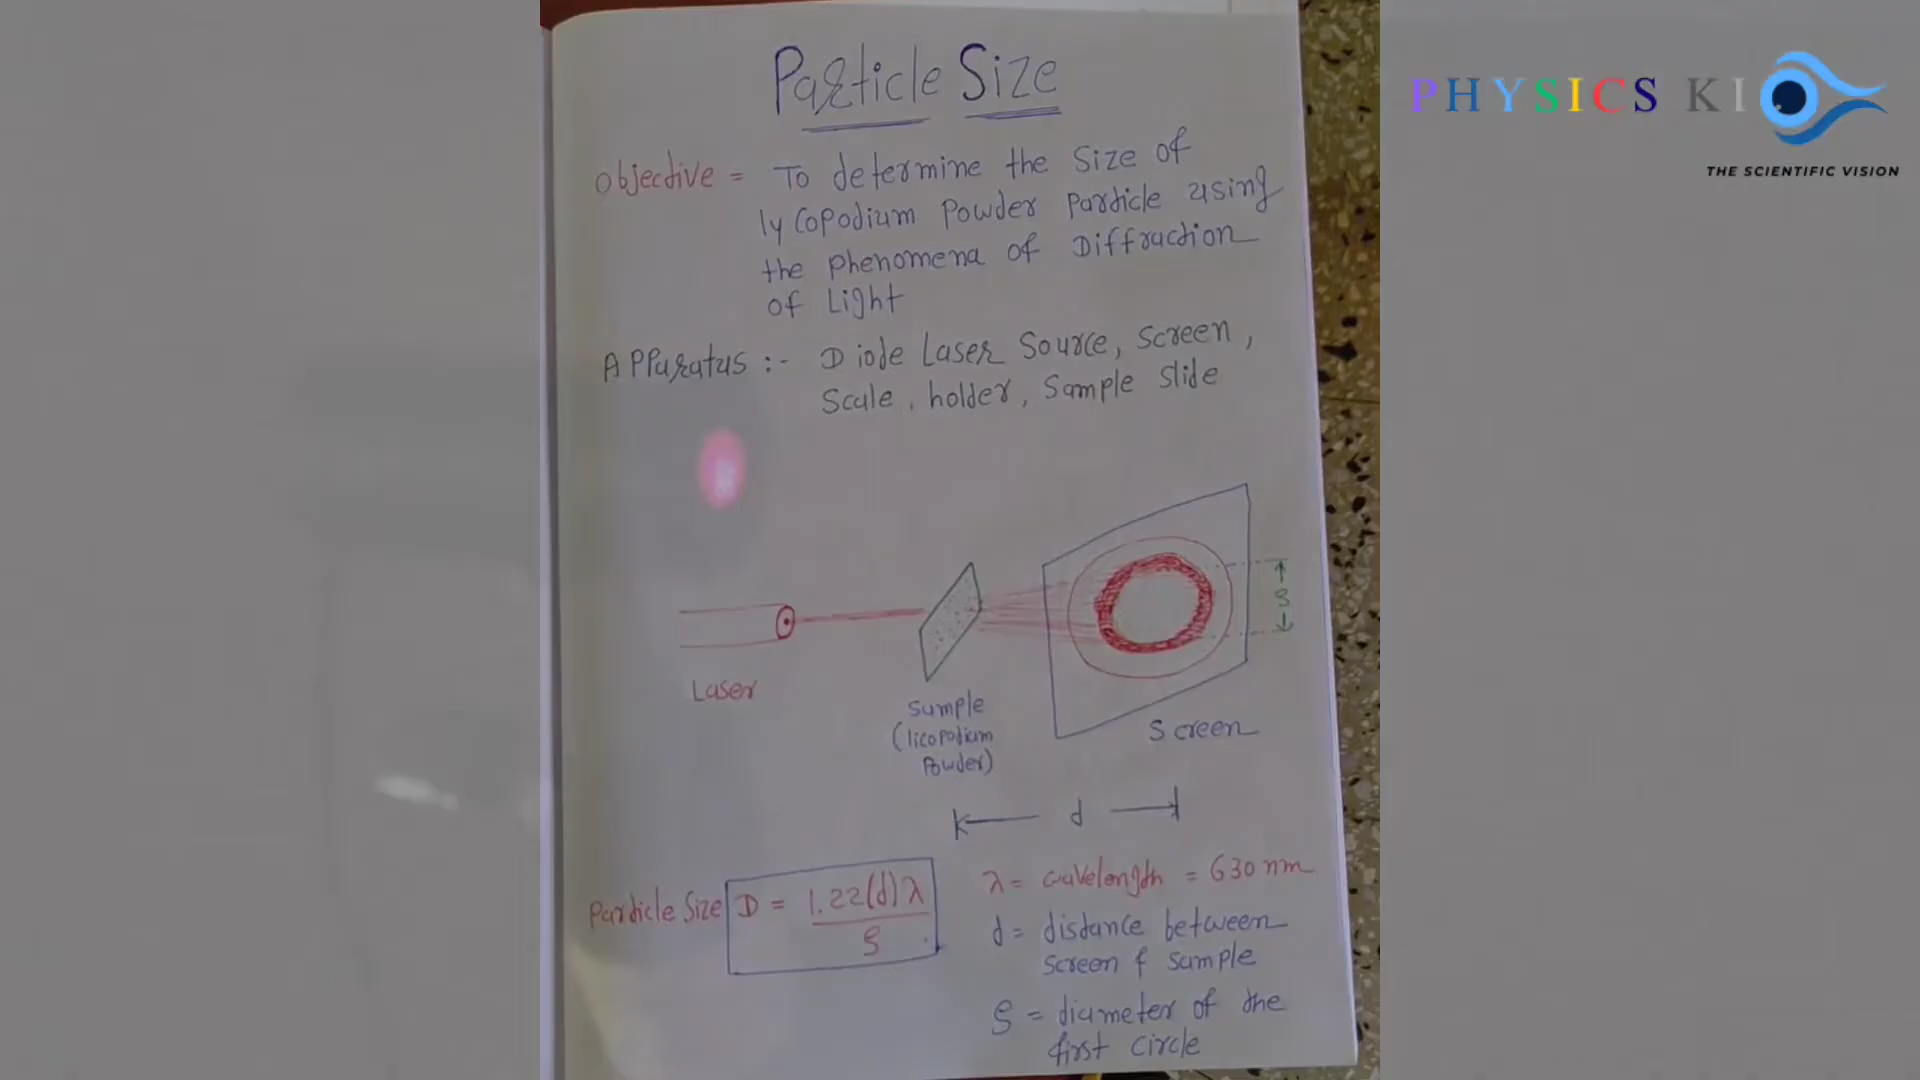 Particle Size
PHYSICS KI
THE SCIENTIFIC VISION
Objective = To determine the size of
lycopodium powder particle using
the phenomena of Diffraction
of Light
Apparatus :- Diode Laser Source, Screen,
Scale, holder, Sample slide
S
Laser
Sample
(licopodium
Powder)
Screen
d
Particle Size D = 1.22(d)λ
S
λ = wavelength = 630 nm
d = distance between
screen & sample
S = diameter of the
first circle